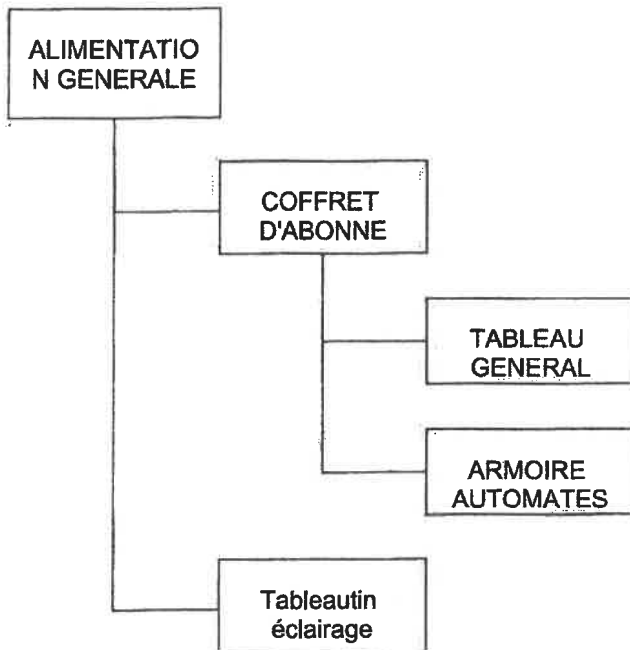 ALIMENTATIO
N GENERALE
COFFRET
D'ABONNE
TABLEAU
GENERAL
ARMOIRE
AUTOMATES
Tableautin
éclairage